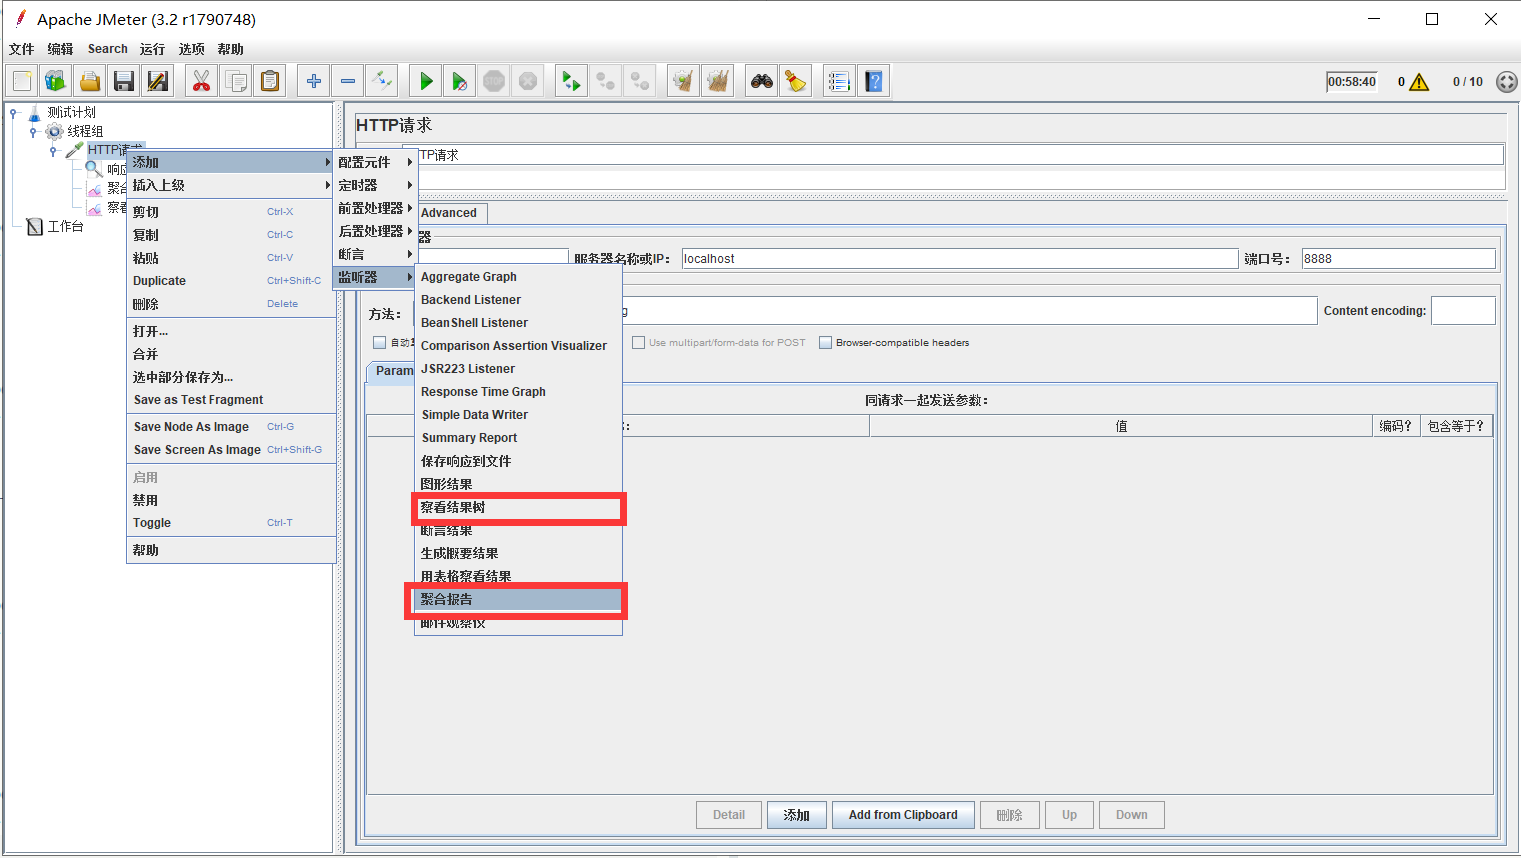 Apache JMeter (3.2 r1790748)
文件 编辑 Search 运行 选项 帮助
00:58:40 0 0 / 10
测试计划
线程组
HTTP请求
响应
聚合
察看
工作台
添加
插入上级
剪切 Ctrl-X
复制 Ctrl-C
粘贴 Ctrl-V
Duplicate Ctrl+Shift-C
删除 Delete
打开...
合并
选中部分保存为...
Save as Test Fragment
Save Node As Image Ctrl-G
Save Screen As Image Ctrl+Shift-G
启用
禁用
Toggle Ctrl-T
帮助
配置元件
定时器
前置处理器
后置处理器
断言
监听器
Aggregate Graph
Backend Listener
BeanShell Listener
Comparison Assertion Visualizer
JSR223 Listener
Response Time Graph
Simple Data Writer
Summary Report
保存响应到文件
图形结果
察看结果树
断言结果
生成概要结果
用表格察看结果
聚合报告
邮件观察仪
HTTP请求
TP请求
Advanced
器
服务器名称或IP： localhost 端口号： 8888
方法： g Content encoding:
自动 Use multipart/form-data for POST Browser-compatible headers
Param
同请求一起发送参数：
： 值 编码？ 包含等于？
Detail 添加 Add from Clipboard 删除 Up Down